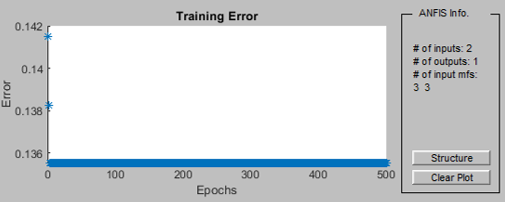 Training Error
0.142
0.14
0.138
0.136
Error
0
100
200
300
400
500
Epochs
ANFIS Info.
# of inputs: 2
# of outputs: 1
# of input mfs:
3 3
Structure
Clear Plot